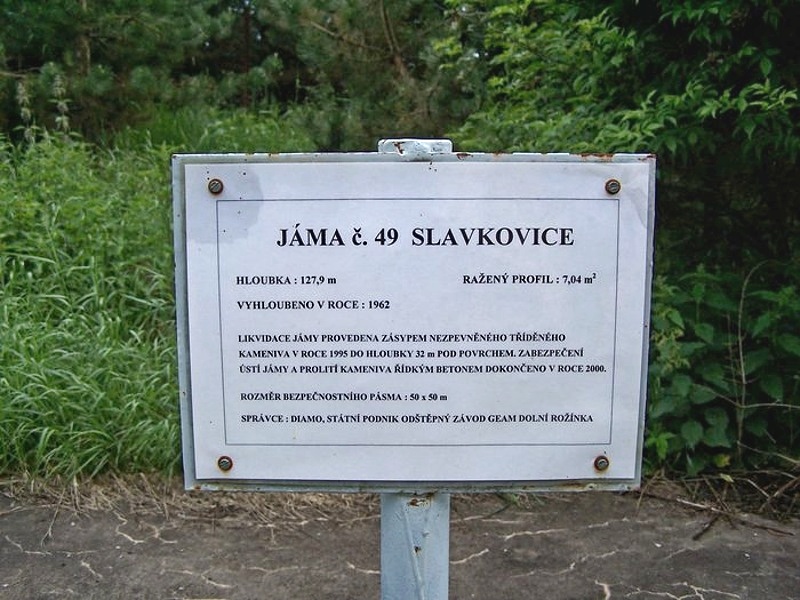 JÁMA č. 49 SLAVKOVICE
HLOUBKA : 127,9 m RAŽENÝ PROFIL : 7,04 m²
VYHLOUBENO V ROCE : 1962
LIKVIDACE JÁMY PROVEDENA ZÁSYPEM NEZPEVNĚNÉHO TŘÍDĚNÉHO
KAMENIVA V ROCE 1995 DO HLOUBKY 32 m POD POVRCHEM. ZABEZPEČENÍ
ÚSTÍ JÁMY A PROLITÍ KAMENIVA ŘÍDKÝM BETONEM DOKONČENO V ROCE 2000.
ROZMĚR BEZPEČNOSTNÍHO PÁSMA : 50 x 50 m
SPRÁVCE : DIAMO, STÁTNÍ PODNIK ODŠTĚPNÝ ZÁVOD GEAM DOLNÍ ROŽÍNKA